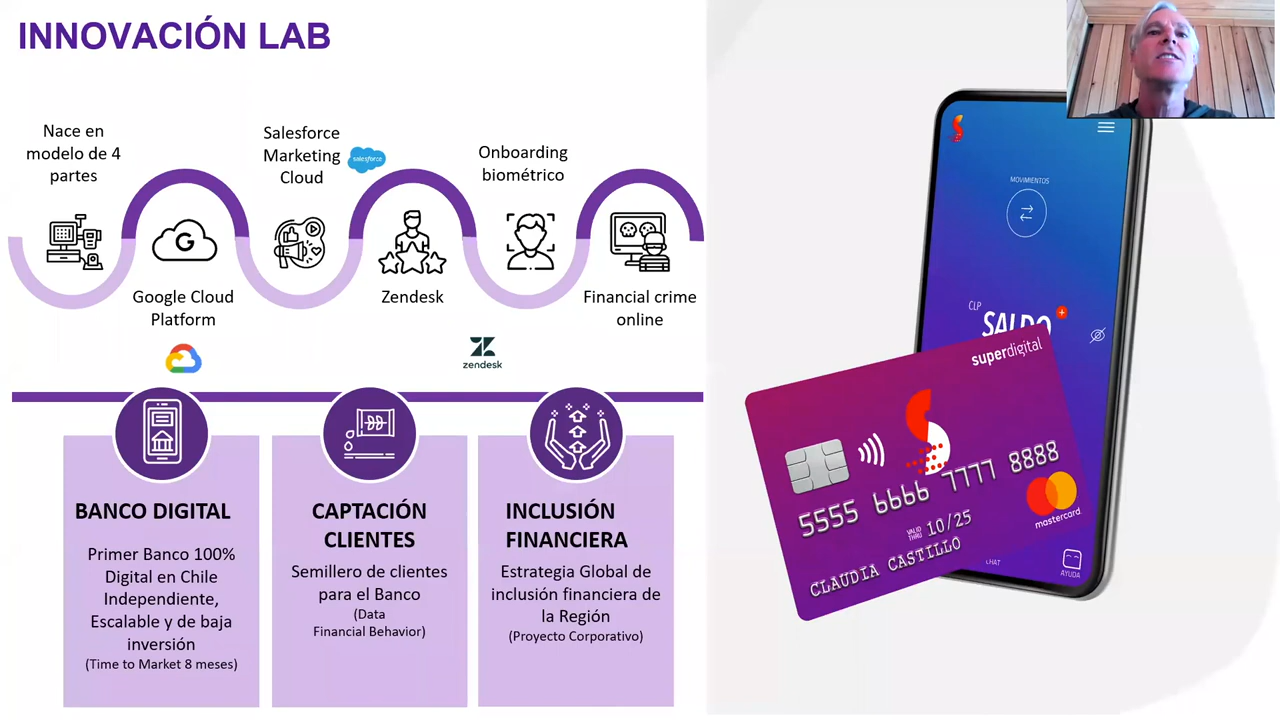 INNOVACIÓN LAB
Nace en
modelo de 4
partes
Salesforce
Marketing
Cloud
salesforce
Onboarding
biométrico
G
Google Cloud
Platform
Zendesk
zendesk
Financial crime
online
BANCO DIGITAL
Primer Banco 100%
Digital en Chile
Independiente,
Escalable y de baja
inversión
(Time to Market 8 meses)
CAPTACIÓN
CLIENTES
Semillero de clientes
para el Banco
(Data
Financial Behavior)
INCLUSIÓN
FINANCIERA
Estrategia Global de
inclusión financiera de
la Región
(Proyecto Corporativo)
MOVIMIENTOS
CLP
SALDO
superdigital
5555 6666 7777 8888
VALID
THRU 10/25
CLAUDIA CASTILLO
mastercard
CHAT
AYUDA